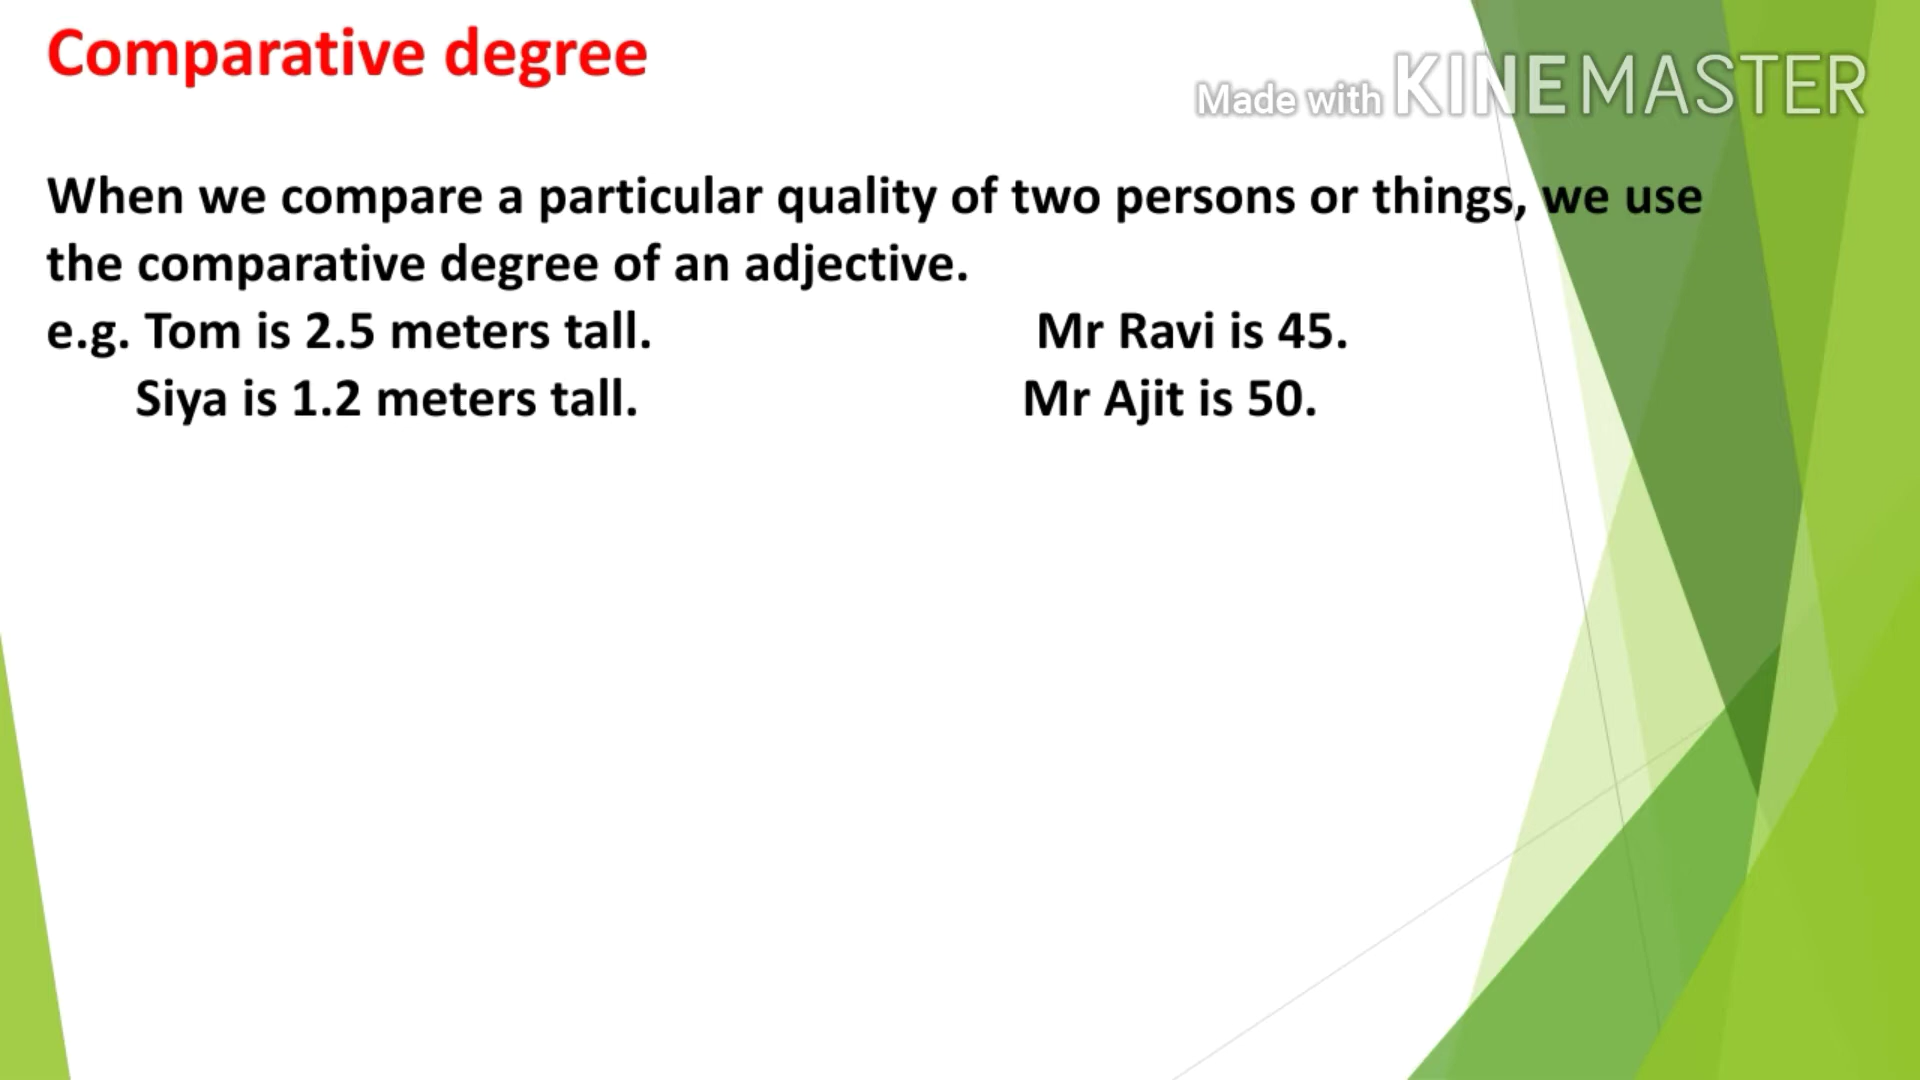 Comparative degree
Made with KINEMASTER
When we compare a particular quality of two persons or things, we use
the comparative degree of an adjective.
e.g. Tom is 2.5 meters tall. Mr Ravi is 45.
Siya is 1.2 meters tall. Mr Ajit is 50.